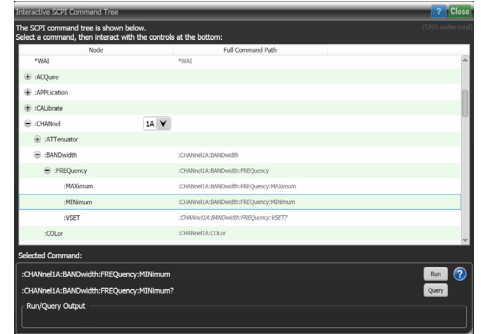 Interactive SCPI Command Tree ? Close
The SCPI command tree is shown below. (5203 nodes total)
Select a command, then interact with the controls at the bottom:
Node Full Command Path
*WAI *WAI
:ACQuire
:APPLication
:CALibrate
:CHANnel 1A
:ATTenuator
:BANDwidth :CHANnel1A:BANDwidth
:FREQuency :CHANnel1A:BANDwidth:FREQuency
:MAXimum :CHANnel1A:BANDwidth:FREQuency:MAXimum
:MINimum :CHANnel1A:BANDwidth:FREQuency:MINimum
:VSET :CHANnel1A:BANDwidth:FREQuency:VSET?
:COLor :CHANnel1A:COLor
Selected Command:
:CHANnel1A:BANDwidth:FREQuency:MINimum Run ?
:CHANnel1A:BANDwidth:FREQuency:MINimum? Query
Run/Query Output